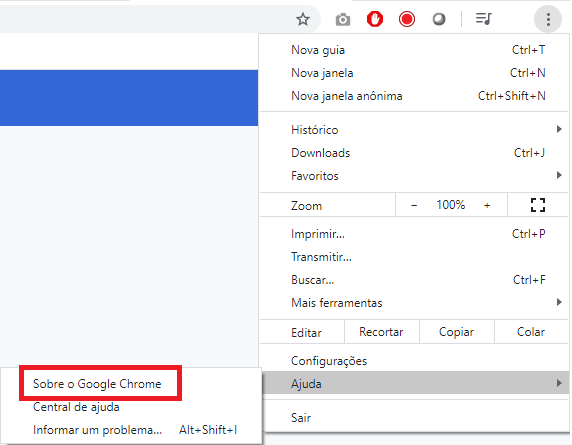 Nova guia Ctrl+T
Nova janela Ctrl+N
Nova janela anônima Ctrl+Shift+N
Histórico
Downloads Ctrl+J
Favoritos
Zoom - 100% +
Imprimir... Ctrl+P
Transmitir...
Buscar... Ctrl+F
Mais ferramentas
Editar Recortar Copiar Colar
Configurações
Ajuda
Sair
Sobre o Google Chrome
Central de ajuda
Informar um problema... Alt+Shift+I